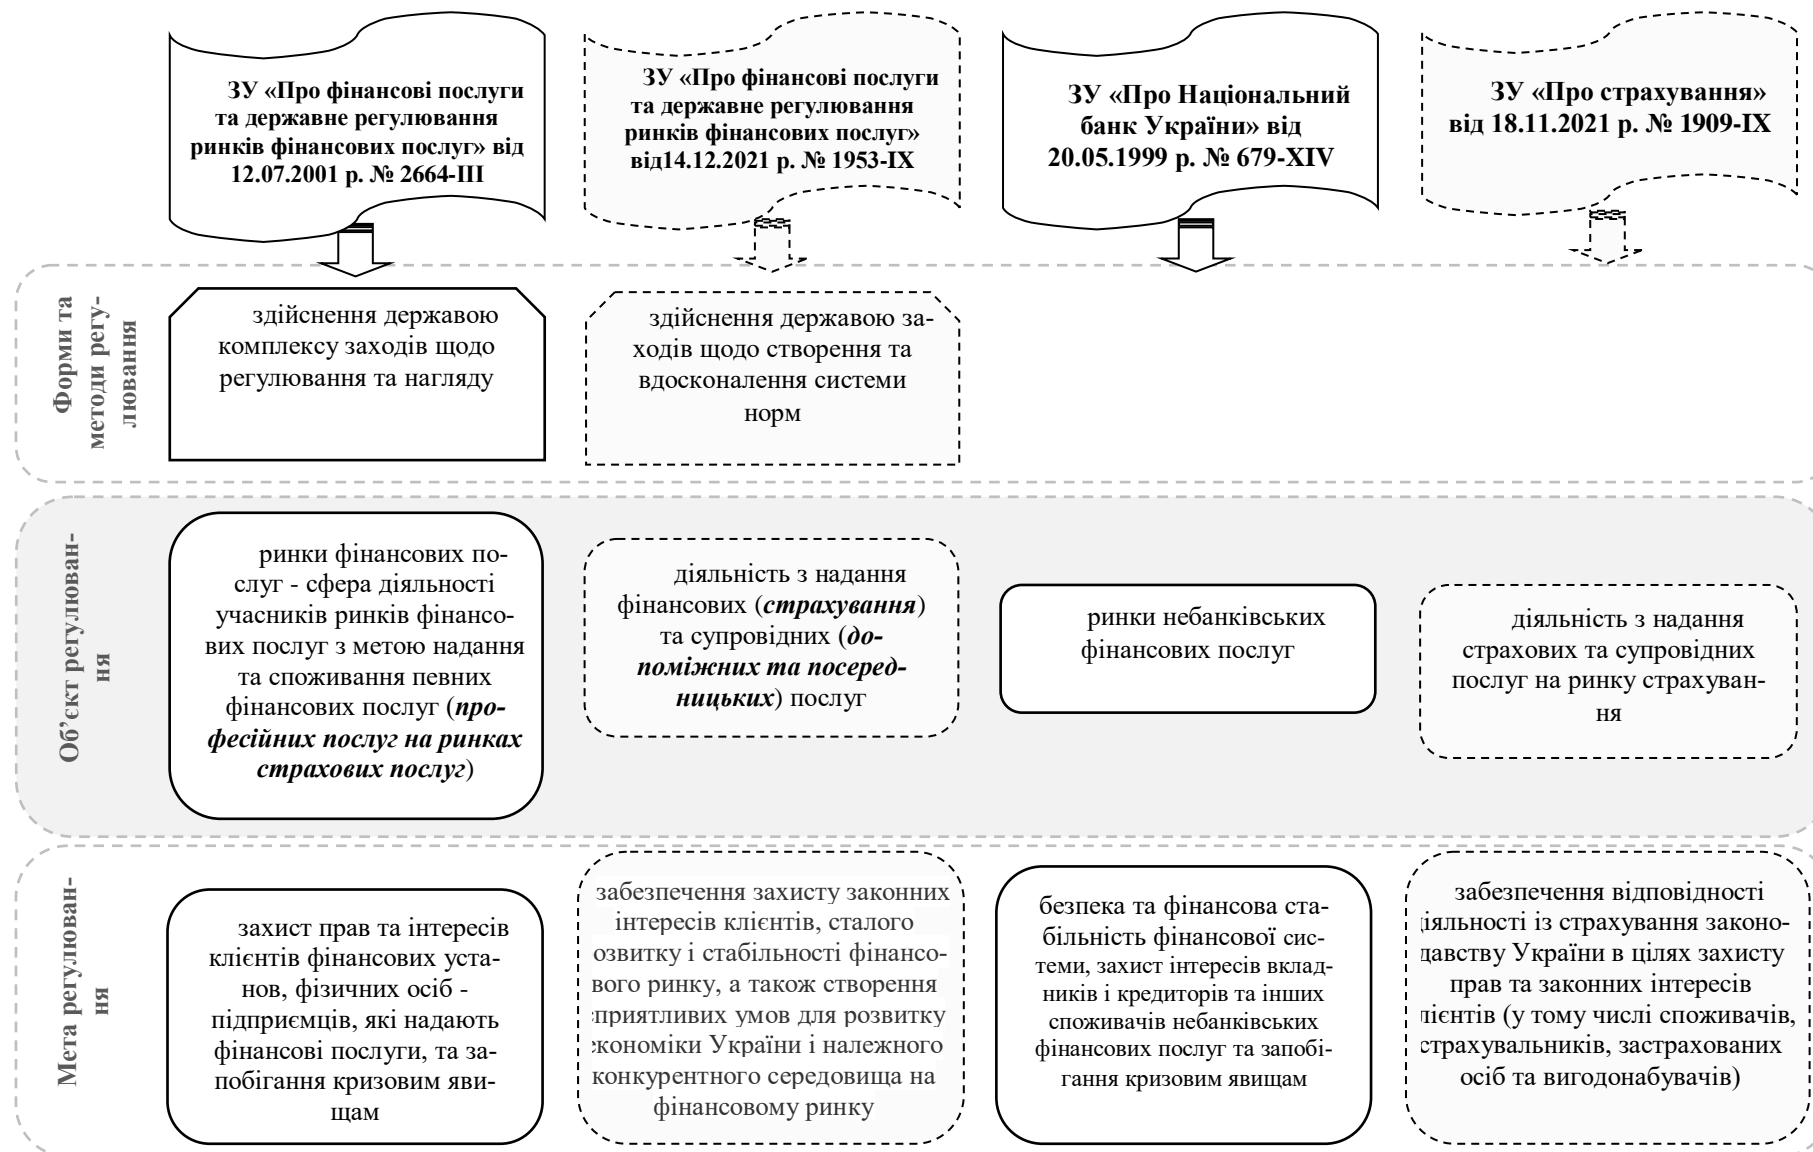 ЗУ «Про фінансові послуги
та державне регулювання
ринків фінансових послуг» від
12.07.2001 р. № 2664-III
ЗУ «Про фінансові послуги
та державне регулювання
ринків фінансових послуг»
від14.12.2021 р. № 1953-IX
ЗУ «Про Національний
банк України» від
20.05.1999 р. № 679-XIV
ЗУ «Про страхування»
від 18.11.2021 р. № 1909-IX
Форми та
методи регу-
лювання
здійснення державою
комплексу заходів щодо
регулювання та нагляду
здійснення державою за-
ходів щодо створення та
вдосконалення системи
норм
Об’єкт регулюван-
ня
ринки фінансових по-
слуг - сфера діяльності
учасників ринків фінансо-
вих послуг з метою надання
та споживання певних
фінансових послуг (про-
фесійних послуг на ринках
страхових послуг)
діяльність з надання
фінансових (страхування)
та супровідних (до-
поміжних та посеред-
ницьких) послуг
ринки небанківських
фінансових послуг
діяльність з надання
страхових та супровідних
послуг на ринку страхуван-
ня
Мета регулюван-
ня
захист прав та інтересів
клієнтів фінансових уста-
нов, фізичних осіб -
підприємців, які надають
фінансові послуги, та за-
побігання кризовим яви-
щам
забезпечення захисту законних
інтересів клієнтів, сталого
озвитку і стабільності фінансо-
вого ринку, а також створення
сприятливих умов для розвитку
економіки України і належного
конкурентного середовища на
фінансовому ринку
безпека та фінансова ста-
більність фінансової сис-
теми, захист інтересів вклад-
ників і кредиторів та інших
споживачів небанківських
фінансових послуг та запобі-
гання кризовим явищам
забезпечення відповідності
діяльності із страхування законо-
давству України в цілях захисту
прав та законних інтересів
лієнтів (у тому числі споживачів,
страхувальників, застрахованих
осіб та вигодонабувачів)